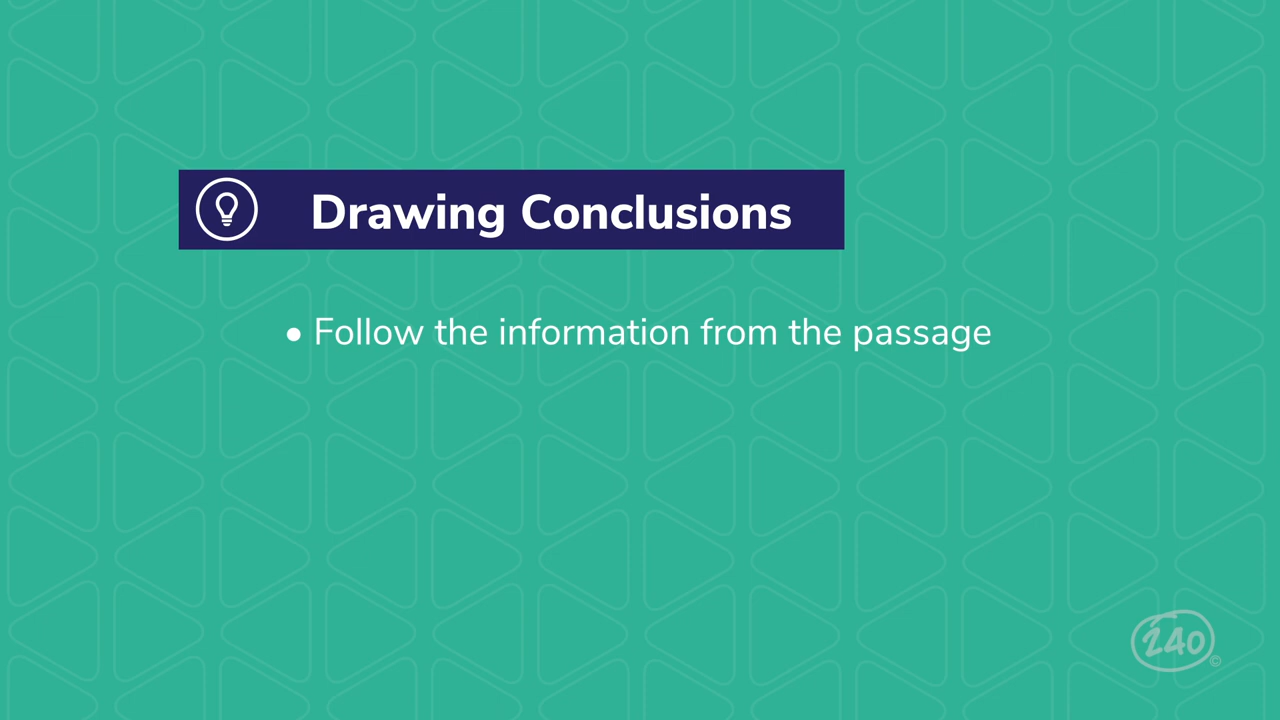 Drawing Conclusions
• Follow the information from the passage
240
©